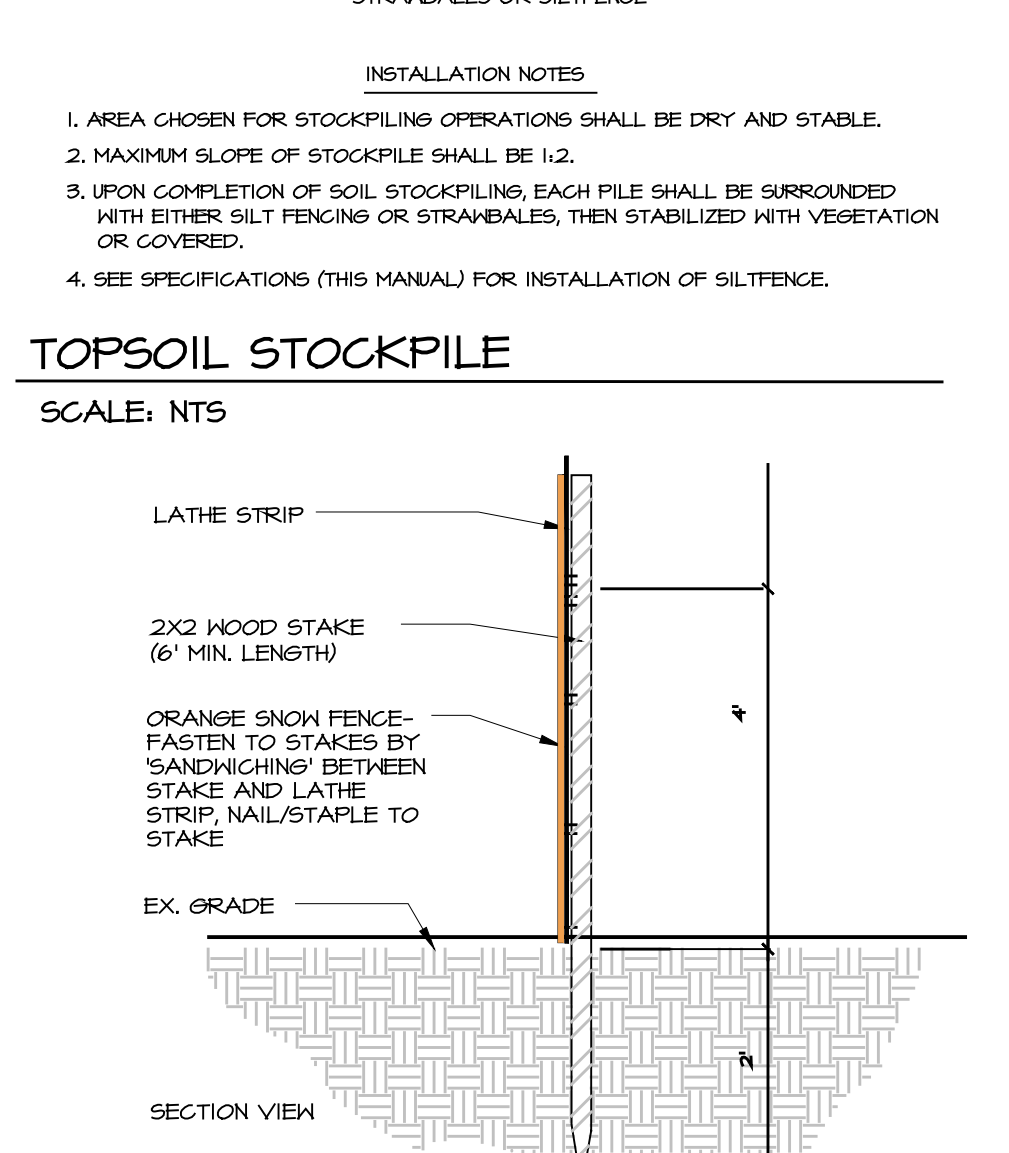 STRAWBALES OR SILTFENCE
INSTALLATION NOTES
1. AREA CHOSEN FOR STOCKPILING OPERATIONS SHALL BE DRY AND STABLE.
2. MAXIMUM SLOPE OF STOCKPILE SHALL BE 1:2.
3. UPON COMPLETION OF SOIL STOCKPILING, EACH PILE SHALL BE SURROUNDED
WITH EITHER SILT FENCING OR STRAWBALES, THEN STABILIZED WITH VEGETATION
OR COVERED.
4. SEE SPECIFICATIONS (THIS MANUAL) FOR INSTALLATION OF SILTFENCE.
TOPSOIL STOCKPILE
SCALE: NTS
LATHE STRIP
2X2 WOOD STAKE
(6' MIN. LENGTH)
4'
ORANGE SNOW FENCE-
FASTEN TO STAKES BY
'SANDWICHING' BETWEEN
STAKE AND LATHE
STRIP, NAIL/STAPLE TO
STAKE
EX. GRADE
2'
SECTION VIEW